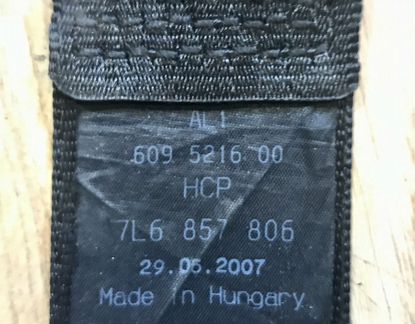 AL1
609 5216 00
HCP
7L6 857 806
29.05.2007
Made in Hungary